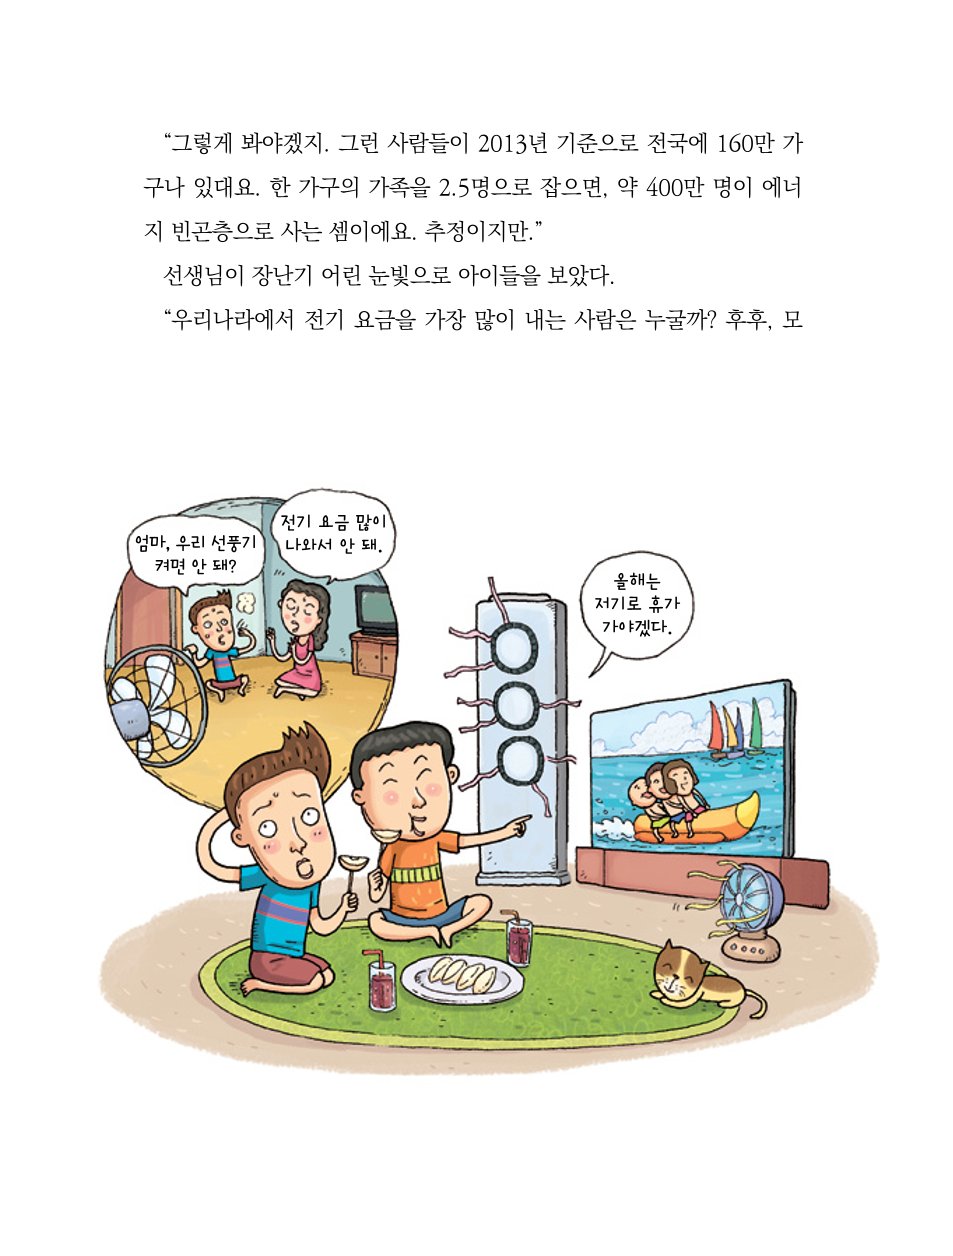 “그렇게 봐야겠지. 그런 사람들이 2013년 기준으로 전국에 160만 가
구나 있대요. 한 가구의 가족을 2.5명으로 잡으면, 약 400만 명이 에너
지 빈곤층으로 사는 셈이에요. 추정이지만.”
선생님이 장난기 어린 눈빛으로 아이들을 보았다.
“우리나라에서 전기 요금을 가장 많이 내는 사람은 누굴까? 후후, 모
엄마, 우리 선풍기
켜면 안 돼?
전기 요금 많이
나와서 안 돼.
올해는
저기로 휴가
가야겠다.